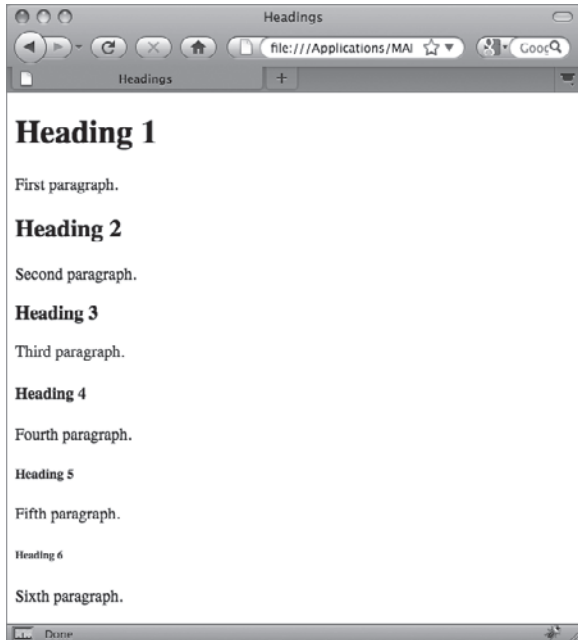 Headings
file:///Applications/MAI
Goog
Headings
+
Heading 1
First paragraph.
Heading 2
Second paragraph.
Heading 3
Third paragraph.
Heading 4
Fourth paragraph.
Heading 5
Fifth paragraph.
Heading 6
Sixth paragraph.
Done